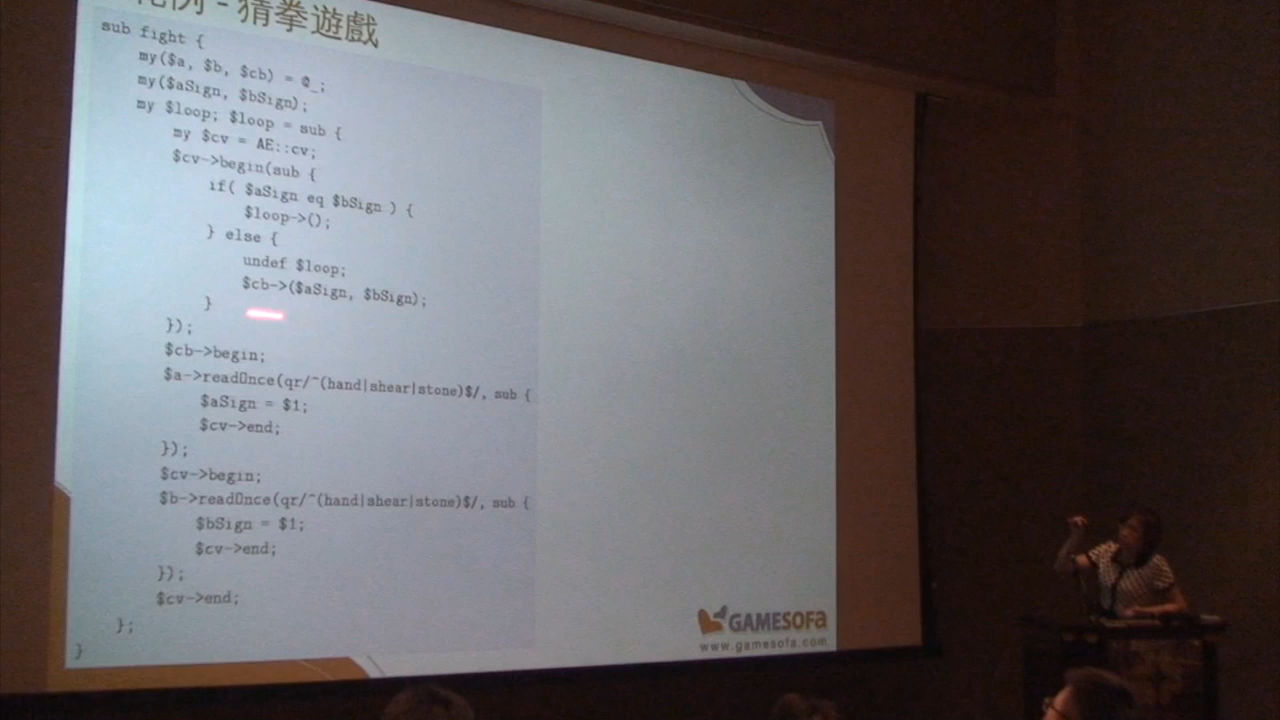 範例 - 猜拳遊戲
sub fight {
my($a, $b, $cb) = @_;
my($aSign, $bSign);
my $loop; $loop = sub {
my $cv = AE::cv;
$cv->begin(sub {
if( $aSign eq $bSign ) {
$loop->();
} else {
undef $loop;
$cb->($aSign, $bSign);
}
});
$cb->begin;
$a->readOnce(qr/^(hand|shear|stone)$/, sub {
$aSign = $1;
$cv->end;
});
$cv->begin;
$b->readOnce(qr/^(hand|shear|stone)$/, sub {
$bSign = $1;
$cv->end;
});
$cv->end;
};
}
GAMESOFA
www.gamesofa.com